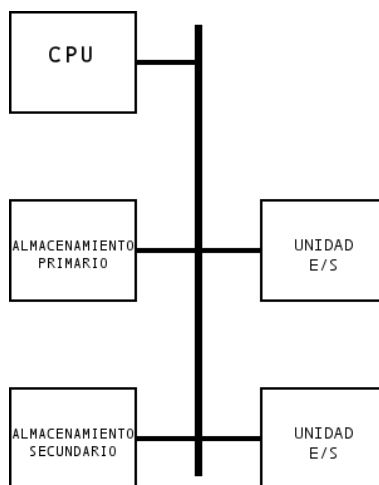 CPU
ALMACENAMIENTO
PRIMARIO
UNIDAD
E/S
ALMACENAMIENTO
SECUNDARIO
UNIDAD
E/S